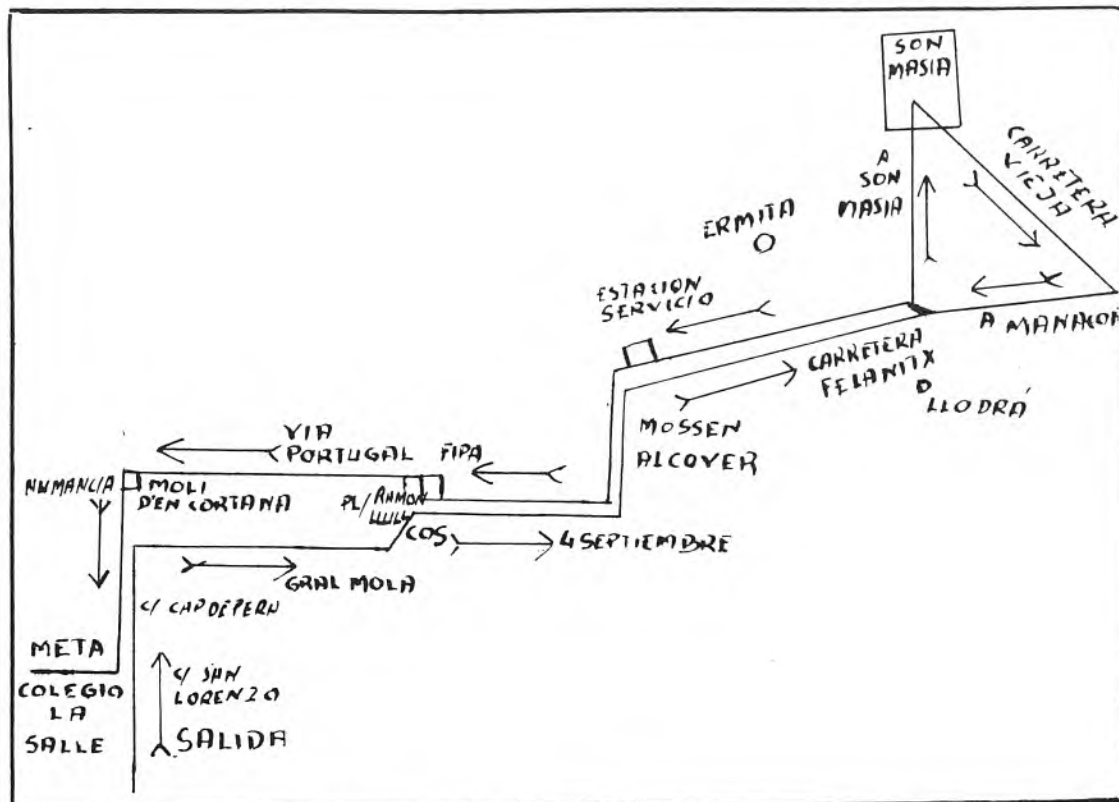 SON
MASIA
CARRETERA
VIEJA
A
SON
MASIA
ERMITA
ESTACION
SERVICIO
A MANACOR
CARRETERA
FELANITX
LLODRÁ
MOSSEN
ALCOVER
VIA
PORTUGAL
FIPA
NUMANCIA
MOLI
D'EN CORTANA
PL/ RAMON
LLULL
COS
4 SEPTIEMBRE
GRAL MOLA
C/ CAPDEPERA
META
COLEGIO
LA
SALLE
C/ SAN
LORENZO
SALIDA